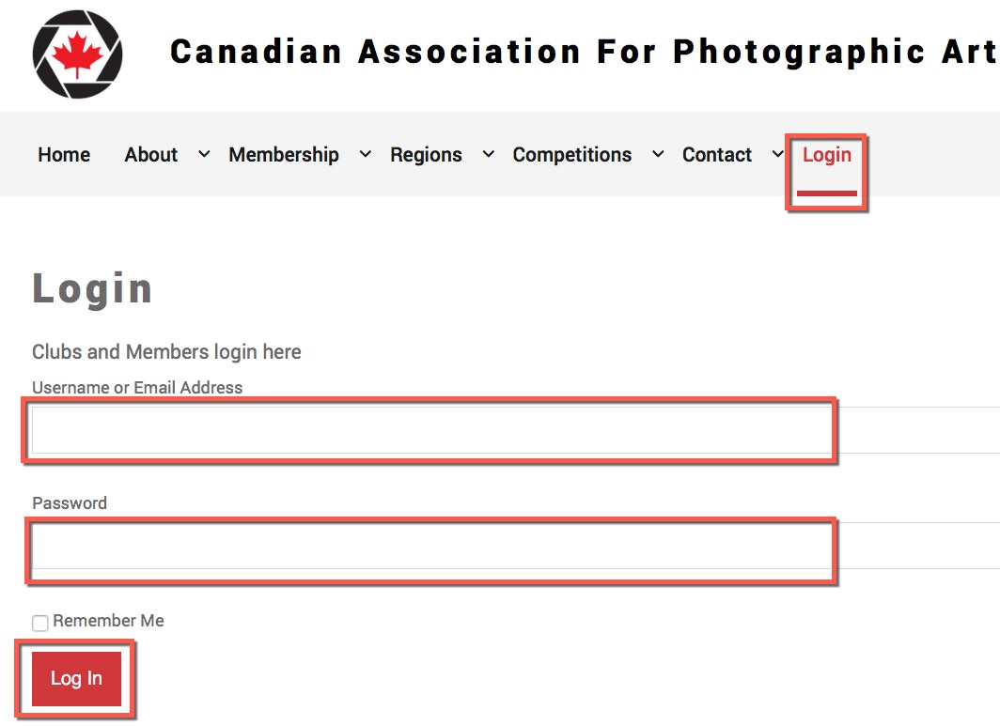 Canadian Association For Photographic Art
Home About Membership Regions Competitions Contact Login
Login
Clubs and Members login here
Username or Email Address
Password
Remember Me
Log In